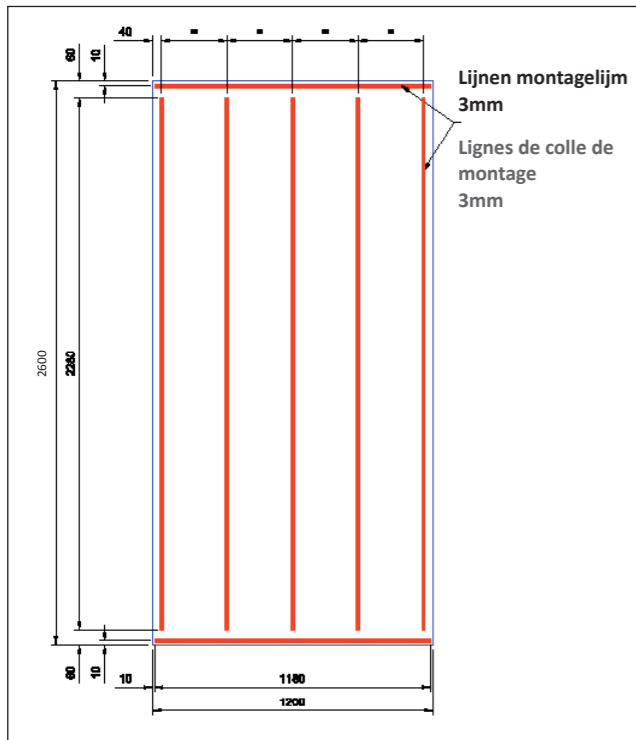 40 = = = =
60
10
Lijnen montagelijm
3mm
Lignes de colle de
montage
3mm
2600
2280
60
10
10
1180
1200